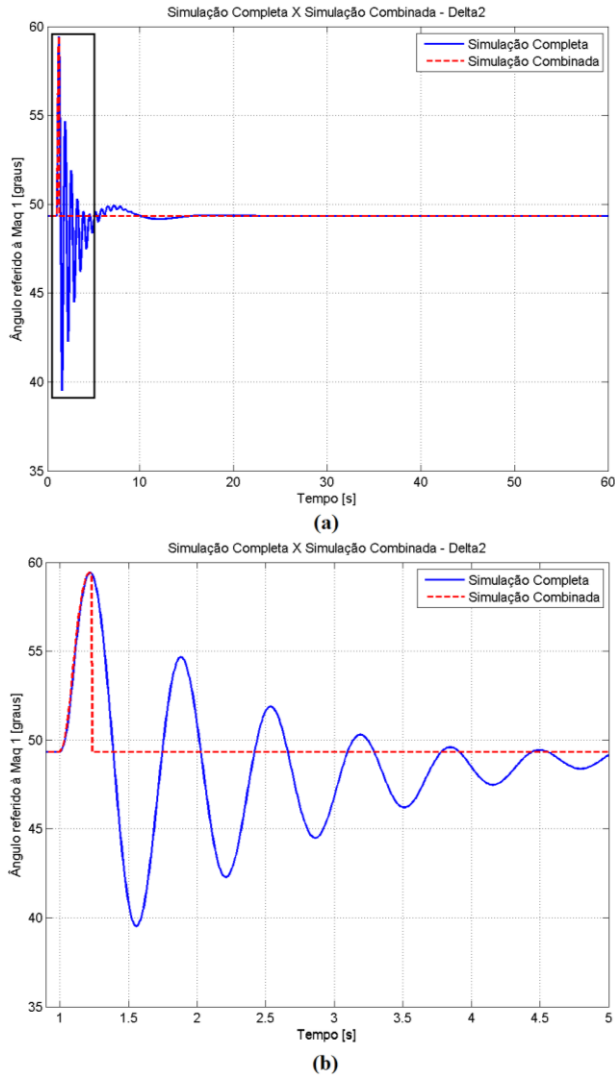 Simulação Completa X Simulação Combinada - Delta2
60
55
50
45
40
35
Ângulo referido à Maq 1 [graus]
Simulação Completa
Simulação Combinada
0 10 20 30 40 50 60
Tempo [s]
(a)
Simulação Completa X Simulação Combinada - Delta2
60
55
50
45
40
35
Ângulo referido à Maq 1 [graus]
Simulação Completa
Simulação Combinada
1 1.5 2 2.5 3 3.5 4 4.5 5
Tempo [s]
(b)